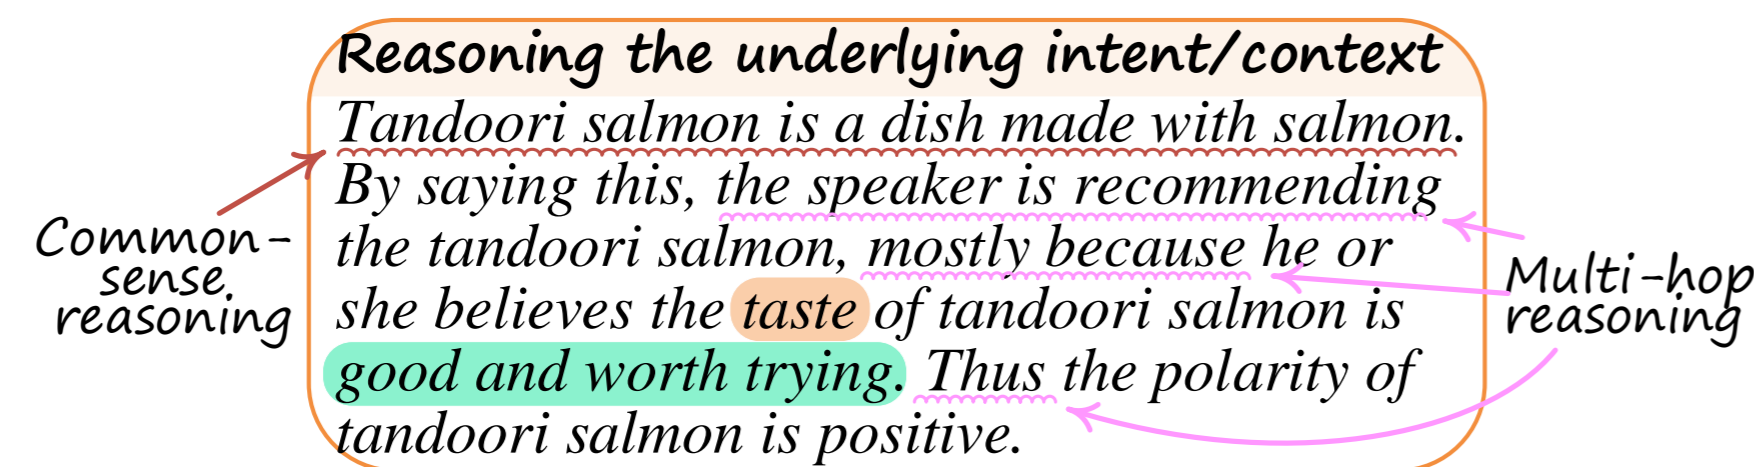 Reasoning the underlying intent/context
Tandoori salmon is a dish made with salmon.
By saying this, the speaker is recommending
the tandoori salmon, mostly because he or
she believes the taste of tandoori salmon is
good and worth trying. Thus the polarity of
tandoori salmon is positive.
Common-
sense
reasoning
Multi-hop
reasoning